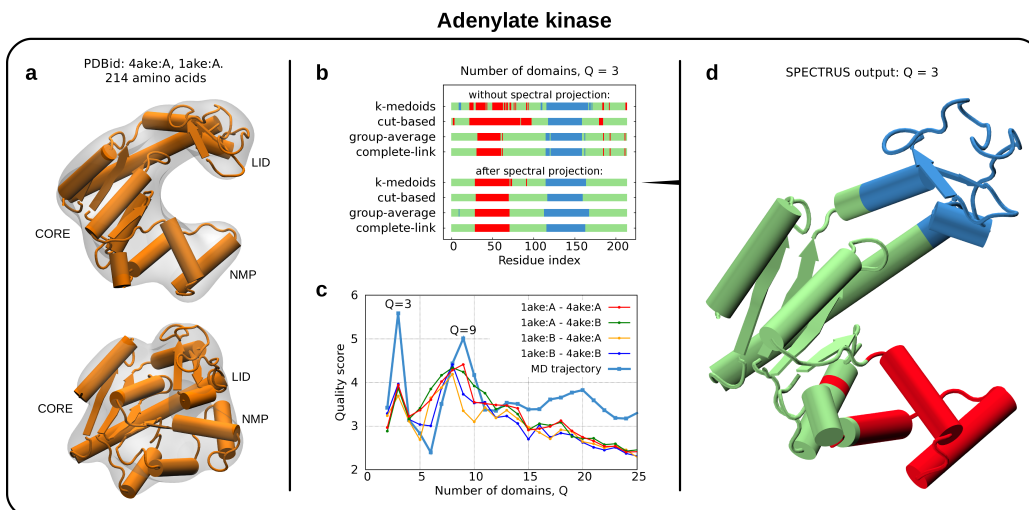 Adenylate kinase
a
PDBid: 4ake:A, 1ake:A.
214 amino acids
LID
CORE
NMP
LID
CORE
NMP
b
Number of domains, Q = 3
without spectral projection:
k-medoids
cut-based
group-average
complete-link
after spectral projection:
k-medoids
cut-based
group-average
complete-link
0 50 100 150 200
Residue index
c
6
5
4
3
2
Quality score
Q=3
Q=9
1ake:A - 4ake:A
1ake:A - 4ake:B
1ake:B - 4ake:A
1ake:B - 4ake:B
MD trajectory
0 5 10 15 20 25
Number of domains, Q
d
SPECTRUS output: Q = 3